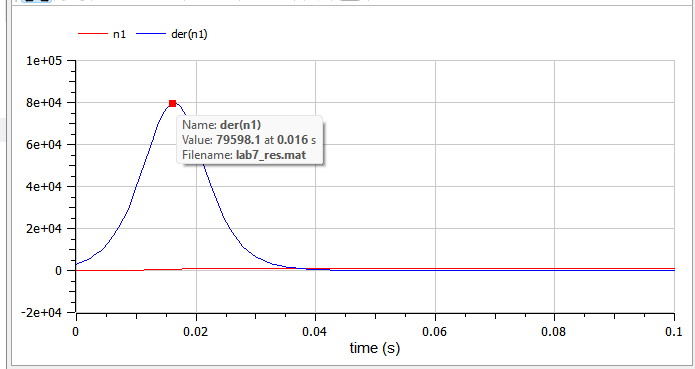 n1 der(n1)
1e+05
8e+04
6e+04
4e+04
2e+04
0
-2e+04
Name: der(n1)
Value: 79598.1 at 0.016 s
Filename: lab7_res.mat
0 0.02 0.04 0.06 0.08 0.1
time (s)